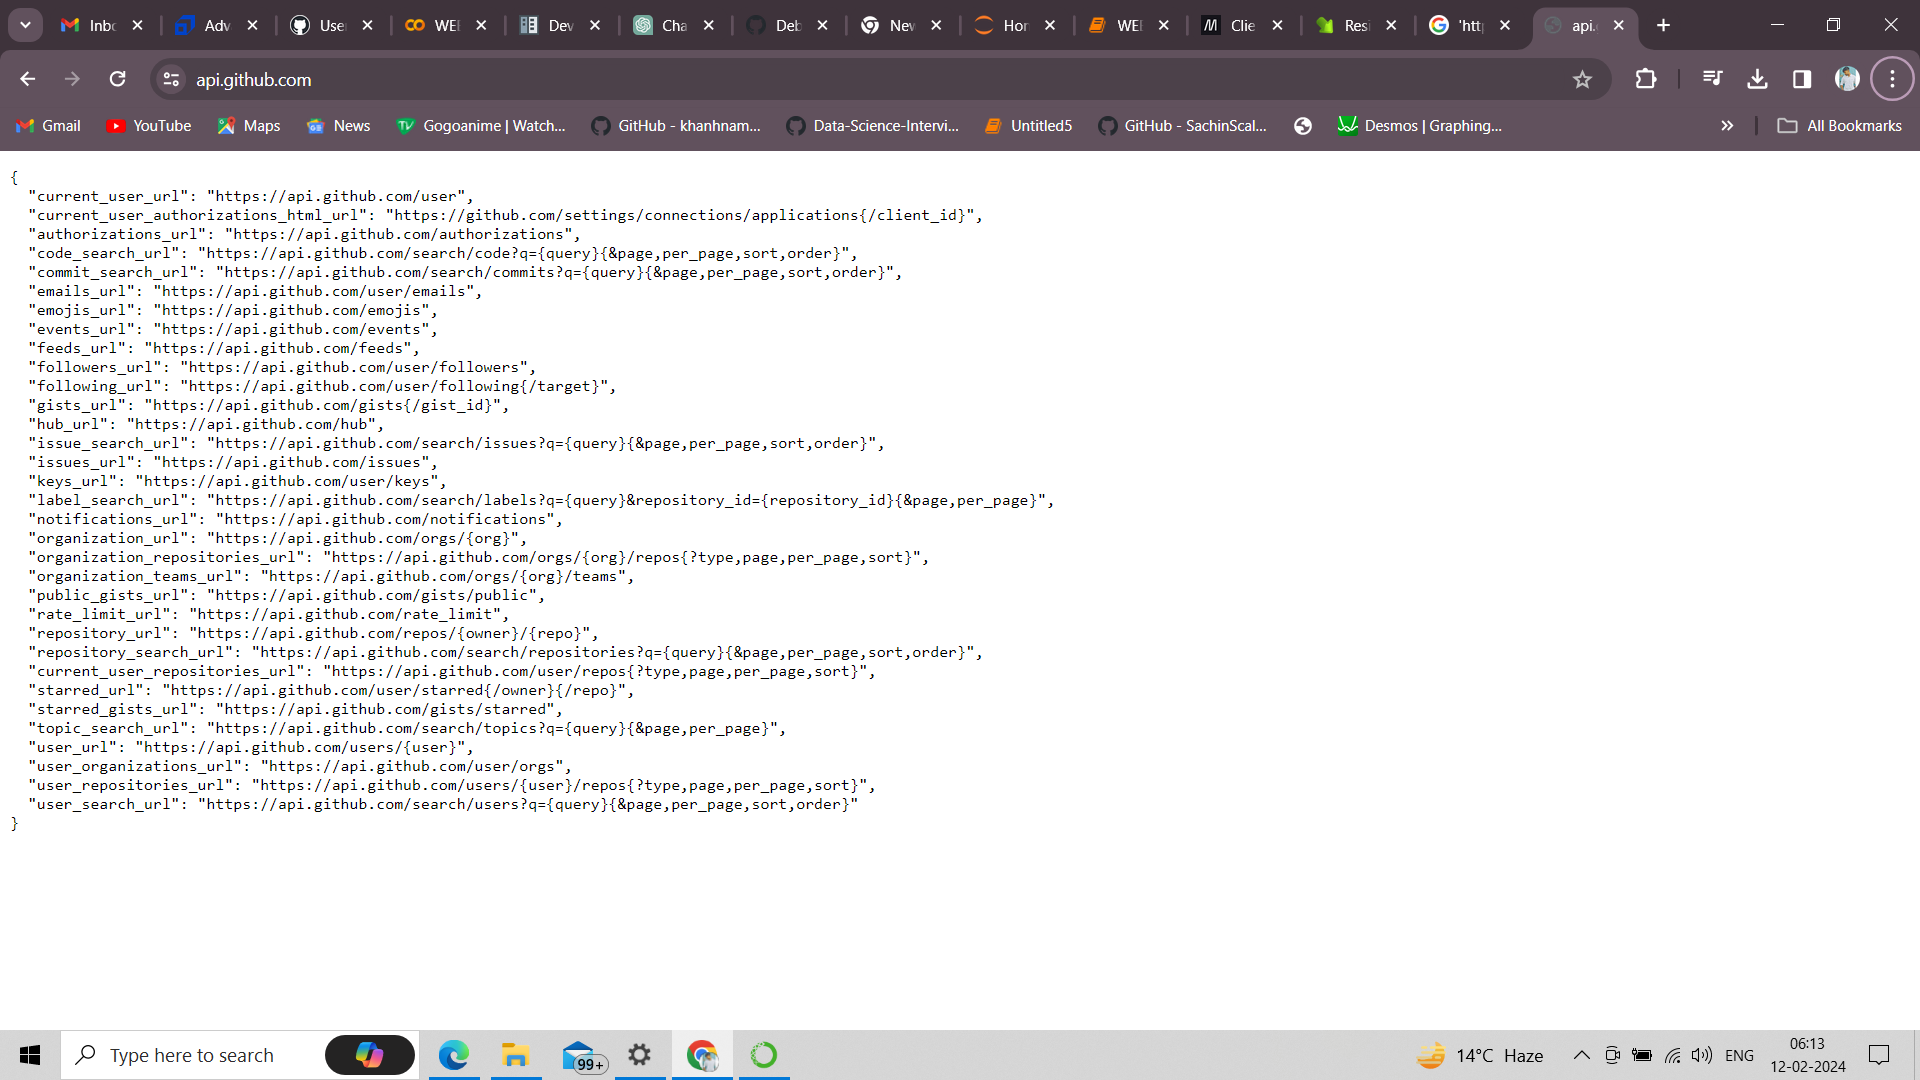 Inbo
Adv
User
WEI
Dev
Cha
Deb
New
Hor
WEI
Clie
Resi
'http
api.
api.github.com
Gmail
YouTube
Maps
News
Gogoanime | Watch...
GitHub - khanhnam...
Data-Science-Intervi...
Untitled5
GitHub - SachinScal...
Desmos | Graphing...
All Bookmarks
{
"current_user_url": "https://api.github.com/user",
"current_user_authorizations_html_url": "https://github.com/settings/connections/applications{/client_id}",
"authorizations_url": "https://api.github.com/authorizations",
"code_search_url": "https://api.github.com/search/code?q={query}{&page,per_page,sort,order}",
"commit_search_url": "https://api.github.com/search/commits?q={query}{&page,per_page,sort,order}",
"emails_url": "https://api.github.com/user/emails",
"emojis_url": "https://api.github.com/emojis",
"events_url": "https://api.github.com/events",
"feeds_url": "https://api.github.com/feeds",
"followers_url": "https://api.github.com/user/followers",
"following_url": "https://api.github.com/user/following{/target}",
"gists_url": "https://api.github.com/gists{/gist_id}",
"hub_url": "https://api.github.com/hub",
"issue_search_url": "https://api.github.com/search/issues?q={query}{&page,per_page,sort,order}",
"issues_url": "https://api.github.com/issues",
"keys_url": "https://api.github.com/user/keys",
"label_search_url": "https://api.github.com/search/labels?q={query}&repository_id={repository_id}{&page,per_page}",
"notifications_url": "https://api.github.com/notifications",
"organization_url": "https://api.github.com/orgs/{org}",
"organization_repositories_url": "https://api.github.com/orgs/{org}/repos{?type,page,per_page,sort}",
"organization_teams_url": "https://api.github.com/orgs/{org}/teams",
"public_gists_url": "https://api.github.com/gists/public",
"rate_limit_url": "https://api.github.com/rate_limit",
"repository_url": "https://api.github.com/repos/{owner}/{repo}",
"repository_search_url": "https://api.github.com/search/repositories?q={query}{&page,per_page,sort,order}",
"current_user_repositories_url": "https://api.github.com/user/repos{?type,page,per_page,sort}",
"starred_url": "https://api.github.com/user/starred{/owner}{/repo}",
"starred_gists_url": "https://api.github.com/gists/starred",
"topic_search_url": "https://api.github.com/search/topics?q={query}{&page,per_page}",
"user_url": "https://api.github.com/users/{user}",
"user_organizations_url": "https://api.github.com/user/orgs",
"user_repositories_url": "https://api.github.com/users/{user}/repos{?type,page,per_page,sort}",
"user_search_url": "https://api.github.com/search/users?q={query}{&page,per_page,sort,order}"
}
Type here to search
99+
14°C Haze
ENG
06:13
12-02-2024